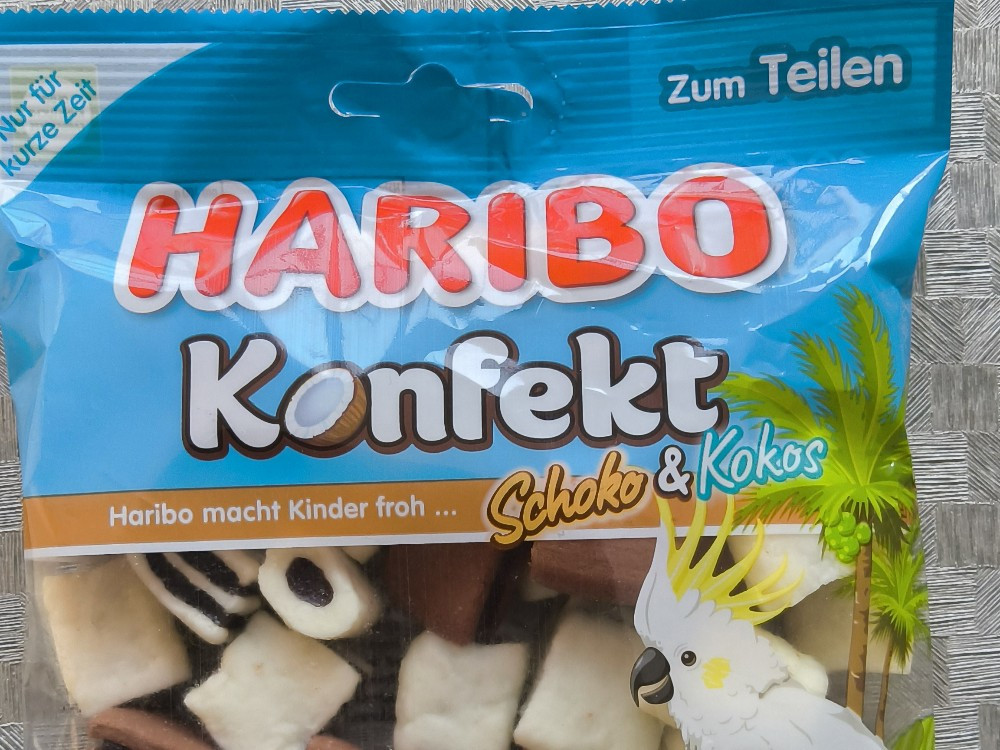 Nur für
kurze Zeit
Zum Teilen
HARIBO
Konfekt
Schoko & Kokos
Haribo macht Kinder froh ...